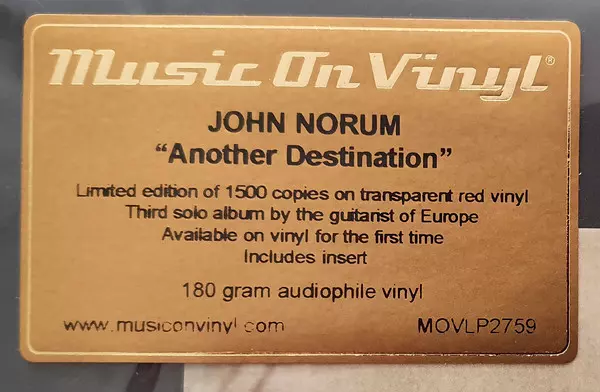 Music On Vinyl®
JOHN NORUM
“Another Destination”
Limited edition of 1500 copies on transparent red vinyl
Third solo album by the guitarist of Europe
Available on vinyl for the first time
Includes insert
180 gram audiophile vinyl
www.musiconvinyl.com
MOVLP2759